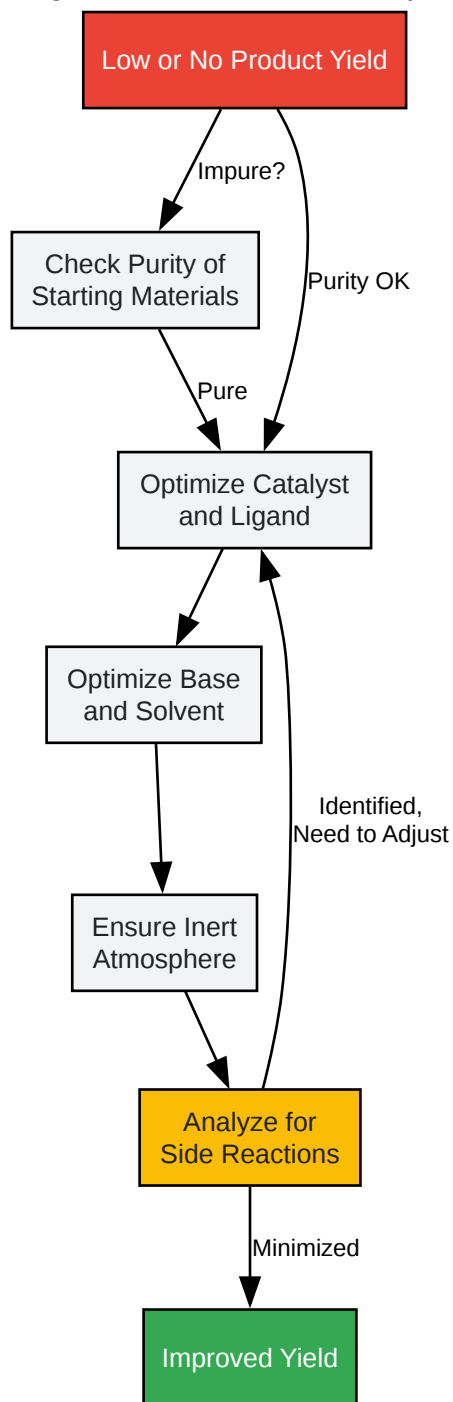 Low or No Product Yield
Impure?
Check Purity of
Starting Materials
Purity OK
Pure
Optimize Catalyst
and Ligand
Optimize Base
and Solvent
Identified,
Need to Adjust
Ensure Inert
Atmosphere
Analyze for
Side Reactions
Minimized
Improved Yield